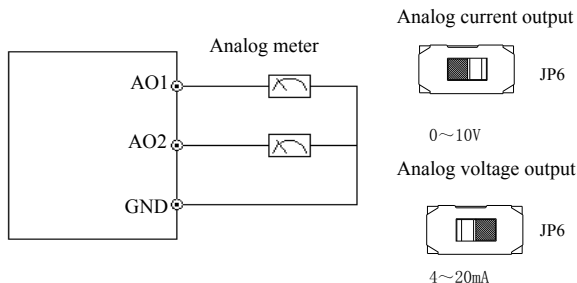 Analog current output
Analog meter
AO1
JP6
0～10V
AO2
Analog voltage output
GND
JP6
4～20mA